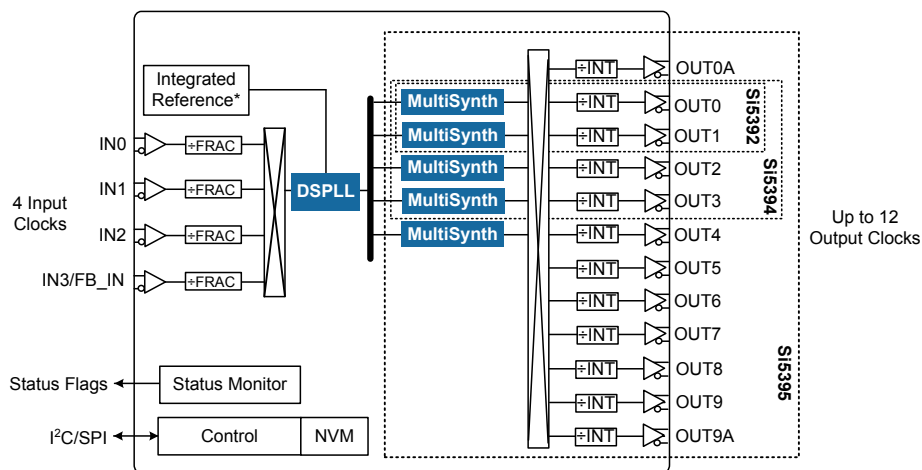 Integrated
Reference*
IN0
÷FRAC
IN1
÷FRAC
4 Input
Clocks
IN2
÷FRAC
IN3/FB_IN
÷FRAC
DSPLL
MultiSynth
MultiSynth
MultiSynth
MultiSynth
MultiSynth
÷INT
OUT0A
÷INT
OUT0
÷INT
OUT1
÷INT
OUT2
÷INT
OUT3
÷INT
OUT4
÷INT
OUT5
÷INT
OUT6
÷INT
OUT7
÷INT
OUT8
÷INT
OUT9
÷INT
OUT9A
Si5392
Si5394
Si5395
Up to 12
Output Clocks
Status Flags
Status Monitor
I²C/SPI
Control
NVM